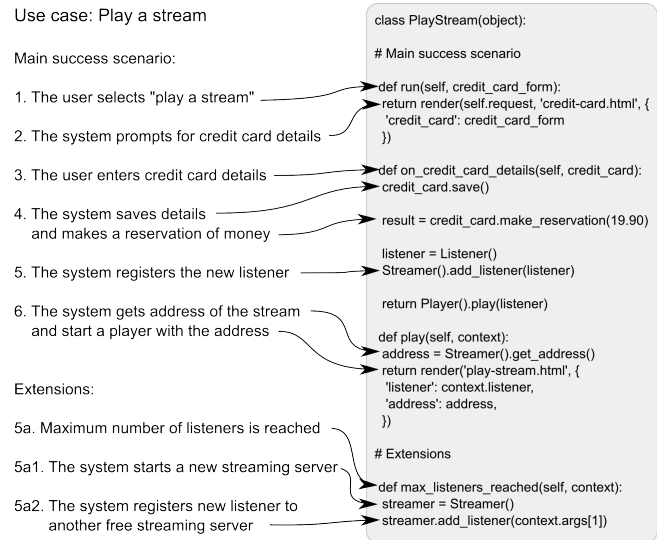 Use case: Play a stream
Main success scenario:
1. The user selects "play a stream"
2. The system prompts for credit card details
3. The user enters credit card details
4. The system saves details
and makes a reservation of money
5. The system registers the new listener
6. The system gets address of the stream
and start a player with the address
Extensions:
5a. Maximum number of listeners is reached
5a1. The system starts a new streaming server
5a2. The system registers new listener to
another free streaming server
class PlayStream(object):
# Main success scenario
def run(self, credit_card_form):
return render(self.request, 'credit-card.html', {
'credit_card': credit_card_form
})
def on_credit_card_details(self, credit_card):
credit_card.save()
result = credit_card.make_reservation(19.90)
listener = Listener()
Streamer().add_listener(listener)
return Player().play(listener)
def play(self, context):
address = Streamer().get_address()
return render('play-stream.html', {
'listener': context.listener,
'address': address,
})
# Extensions
def max_listeners_reached(self, context):
streamer = Streamer()
streamer.add_listener(context.args[1])